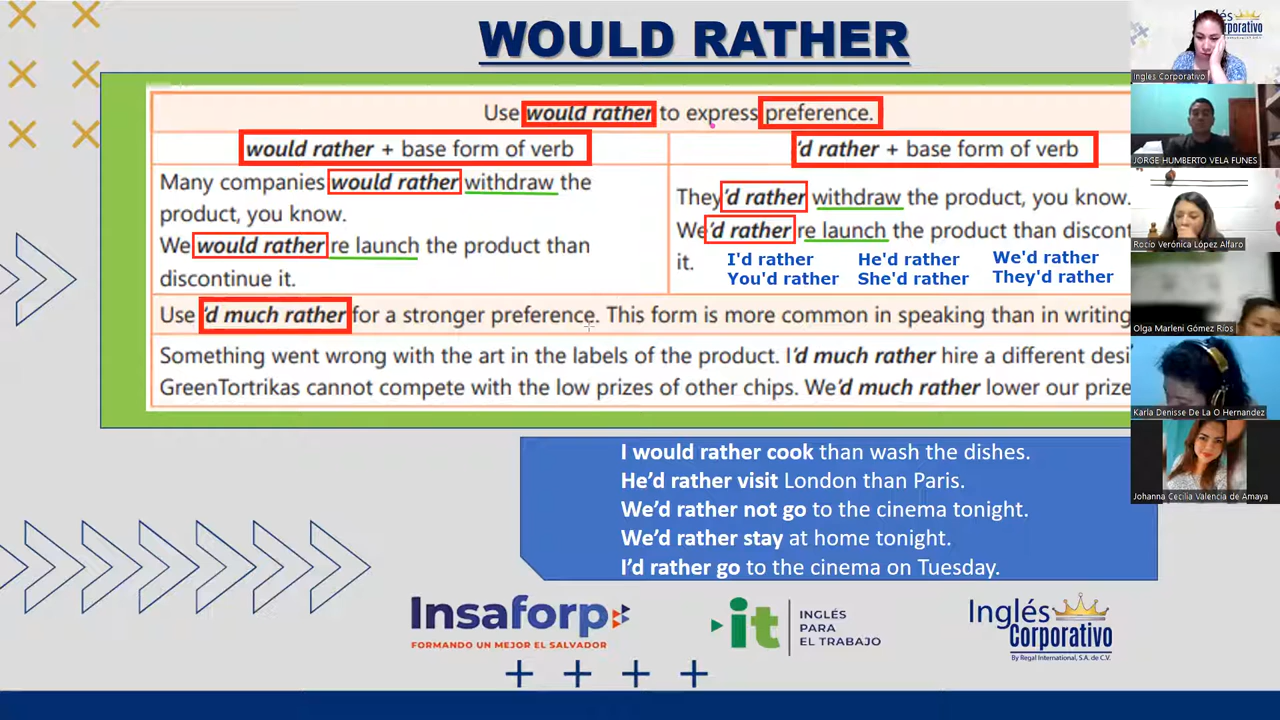 WOULD RATHER
Use would rather to express preference.
would rather + base form of verb
'd rather + base form of verb
Many companies would rather withdraw the
product, you know.
We would rather re launch the product than
discontinue it.
They'd rather withdraw the product, you know.
We'd rather re launch the product than discont
it.
I'd rather
He'd rather
We'd rather
You'd rather
She'd rather
They'd rather
Use 'd much rather for a stronger preference. This form is more common in speaking than in writing
Something went wrong with the art in the labels of the product. I'd much rather hire a different desi
GreenTortrikas cannot compete with the low prizes of other chips. We'd much rather lower our prize
I would rather cook than wash the dishes.
He'd rather visit London than Paris.
We'd rather not go to the cinema tonight.
We'd rather stay at home tonight.
I'd rather go to the cinema on Tuesday.
Insaforp
FORMANDO UN MEJOR EL SALVADOR
it
INGLÉS
PARA
EL TRABAJO
Inglés
Corporativo
By Regal International, S.A. de C.V.
Inglés
Corporativo
Ingles Corporativo
JORGE HUMBERTO VELA FUNES
Rocío Verónica López Alfaro
Olga Marleni Gómez Ríos
Karla Denisse De La O Hernandez
Johanna Cecilia Valencia de Amaya